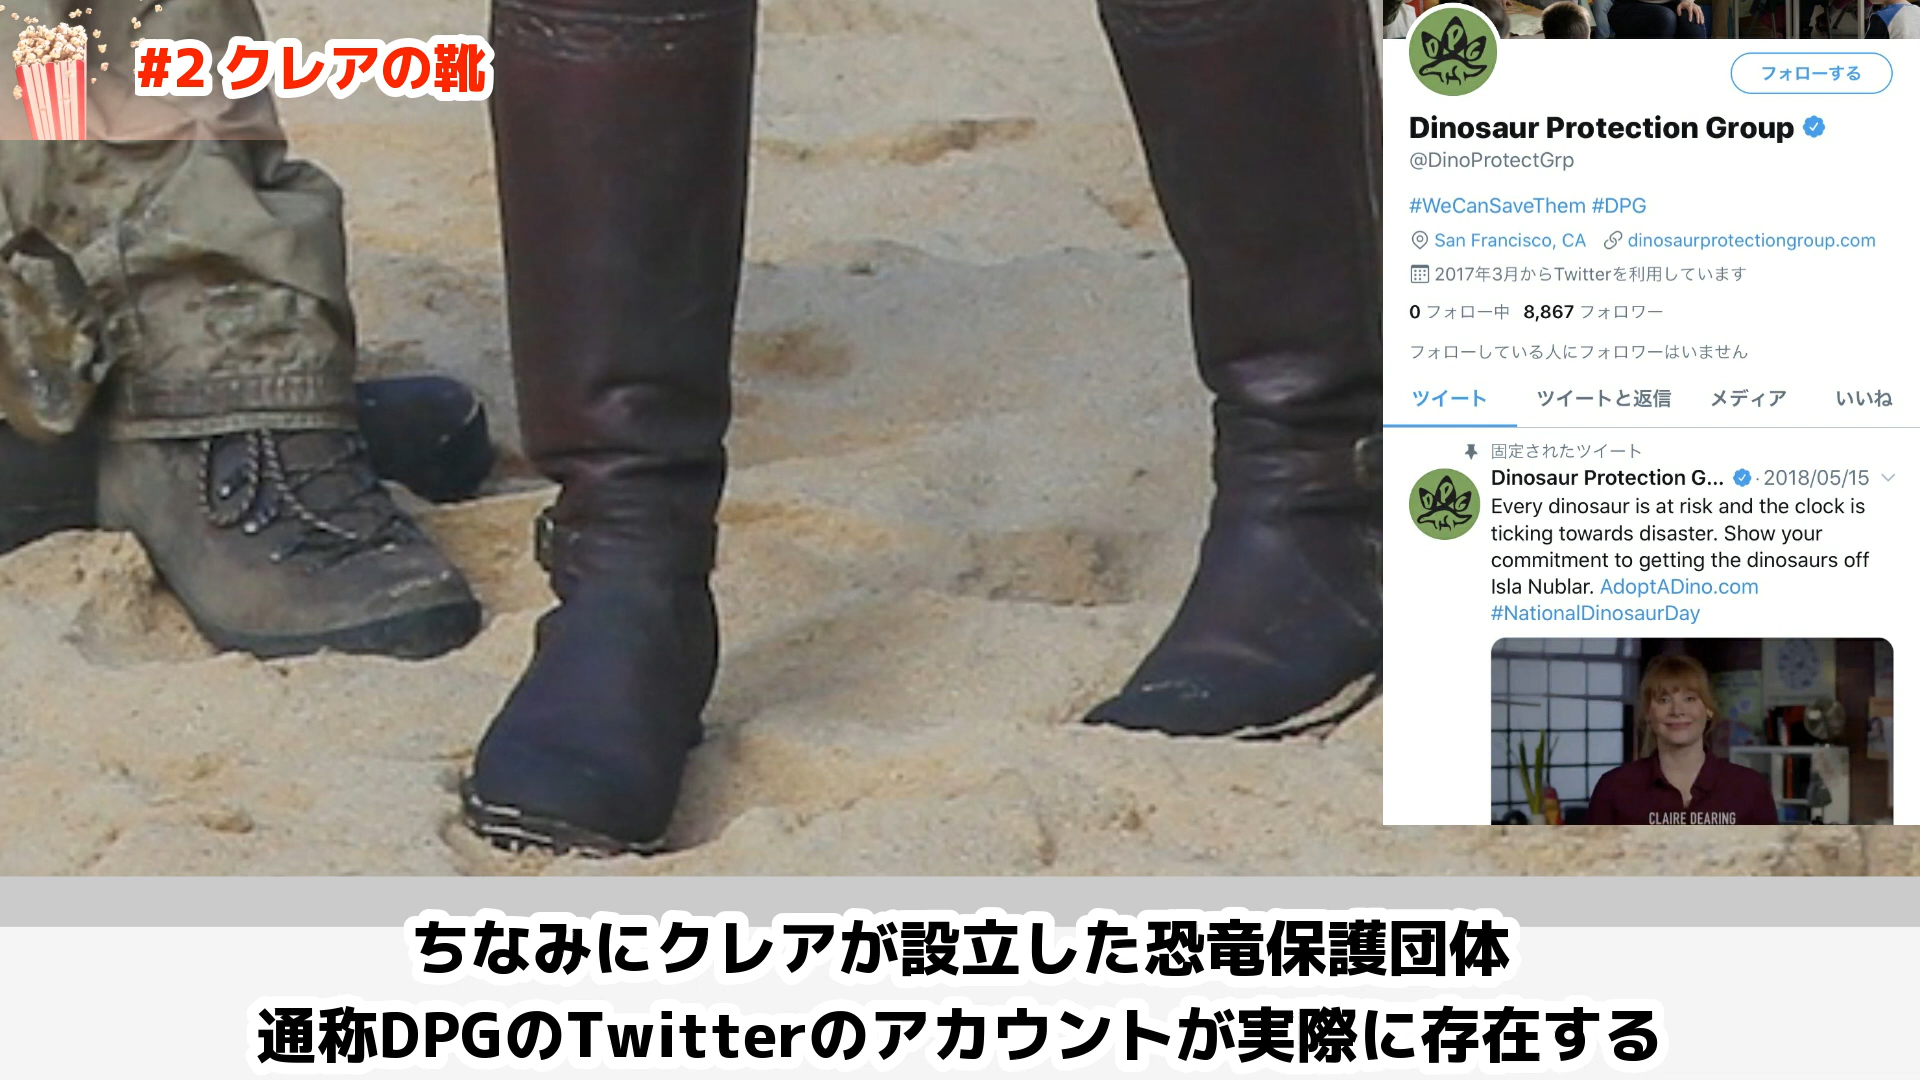 #2 クレアの靴
DPG
フォローする
Dinosaur Protection Group
@DinoProtectGrp
#WeCanSaveThem #DPG
San Francisco, CA dinosaurprotectiongroup.com
2017年3月からTwitterを利用しています
0 フォロー中 8,867 フォロワー
フォローしている人にフォロワーはいません
ツイート ツイートと返信 メディア いいね
固定されたツイート
DPG
Dinosaur Protection G... · 2018/05/15
Every dinosaur is at risk and the clock is
ticking towards disaster. Show your
commitment to getting the dinosaurs off
Isla Nublar. AdoptADino.com
#NationalDinosaurDay
CLAIRE DEARING
ちなみにクレアが設立した恐竜保護団体
通称DPGのTwitterのアカウントが実際に存在する